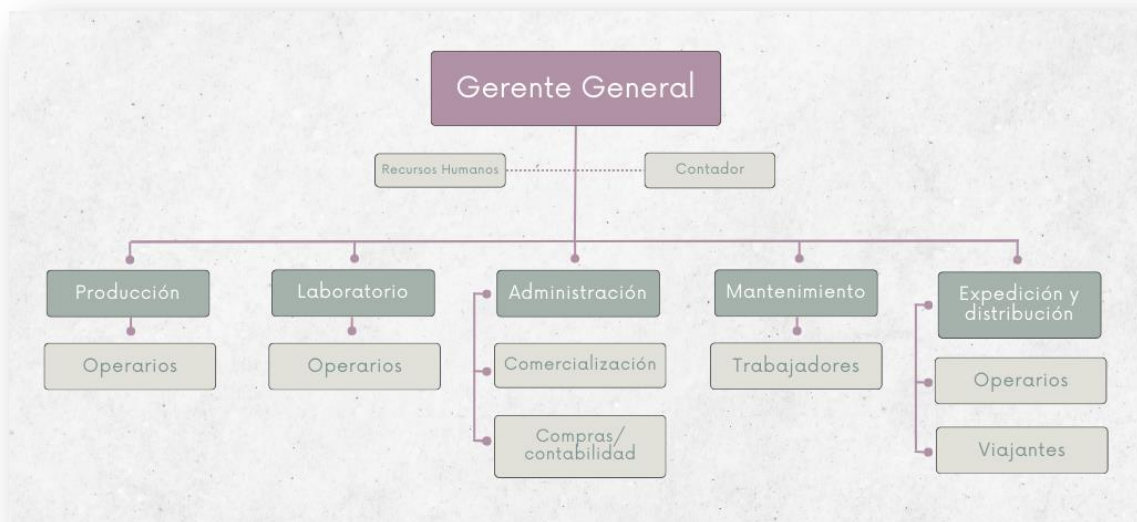 Gerente General
Recursos Humanos
Contador
Producción
Laboratorio
Administración
Mantenimiento
Expedición y
distribución
Operarios
Operarios
Comercialización
Trabajadores
Operarios
Compras/
contabilidad
Viajantes